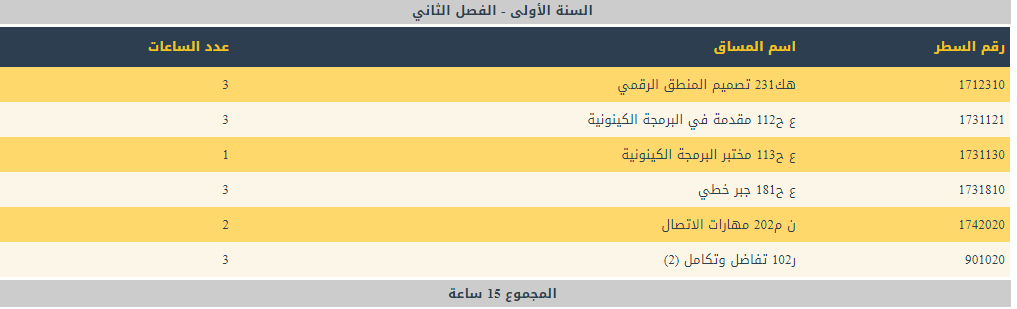 السنة الأولى - الفصل الثاني
رقم السطر اسم المساق عدد الساعات
1712310 هك231 تصميم المنطق الرقمي 3
1731121 ع ح112 مقدمة في البرمجة الكينونية 3
1731130 ع ح113 مختبر البرمجة الكينونية 1
1731810 ع ح181 جبر خطي 3
1742020 ن م202 مهارات الاتصال 2
901020 ر102 تفاضل وتكامل (2) 3
المجموع 15 ساعة